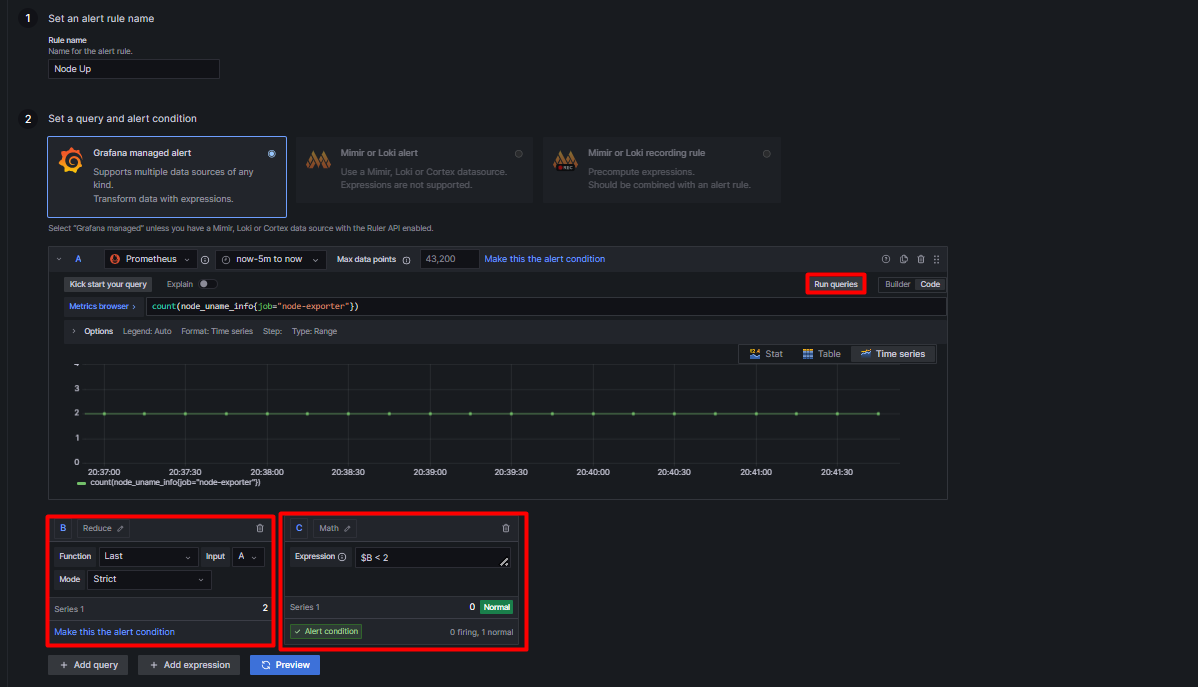 1 Set an alert rule name
Rule name
Name for the alert rule.
Node Up
2 Set a query and alert condition
Grafana managed alert
Supports multiple data sources of any
kind.
Transform data with expressions.
Mimir or Loki alert
Use a Mimir, Loki or Cortex datasource.
Expressions are not supported.
REC
Mimir or Loki recording rule
Precompute expressions.
Should be combined with an alert rule.
Select "Grafana managed" unless you have a Mimir, Loki or Cortex data source with the Ruler API enabled.
A Prometheus now-5m to now Max data points 43,200 Make this the alert condition
Kick start your query Explain Run queries Builder Code
Metrics browser > count(node_uname_info{job="node-exporter"})
> Options Legend: Auto Format: Time series Step: Type: Range
12.4 Stat Table Time series
4
3
2
1
0
20:37:00 20:37:30 20:38:00 20:38:30 20:39:00 20:39:30 20:40:00 20:40:30 20:41:00 20:41:30
count(node_uname_info{job="node-exporter"})
B Reduce
Function Last Input A
Mode Strict
Series 1 2
Make this the alert condition
C Math
Expression $B < 2
Series 1 0 Normal
Alert condition 0 firing, 1 normal
+ Add query + Add expression Preview